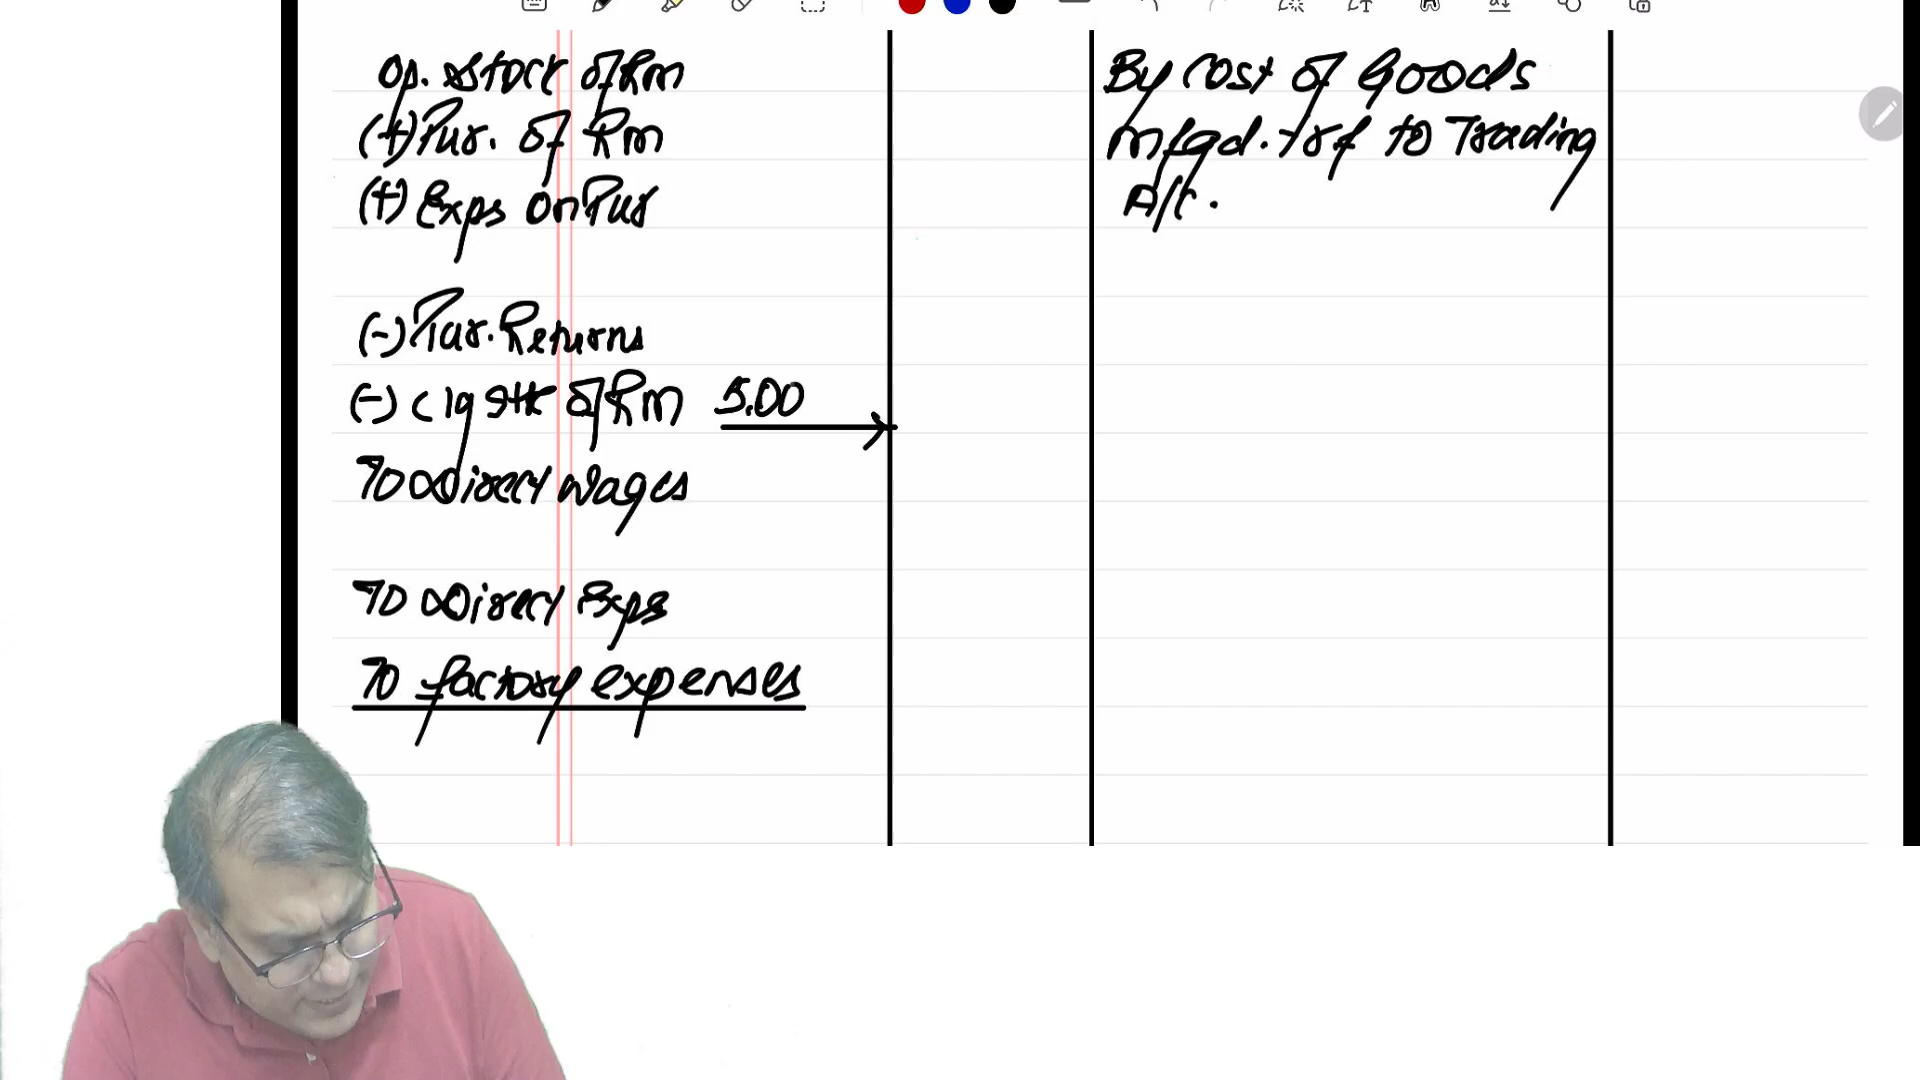 Op. Stock of Rm
(+) Pur. of Rm
(+) Exps on Pur
(-) Pur. Returns
(-) Clg Stk of Rm 5.00
To Direct Wages
To Direct Exps
To factory expenses
By Cost of Goods
Mfgd. trf to Trading
A/c.